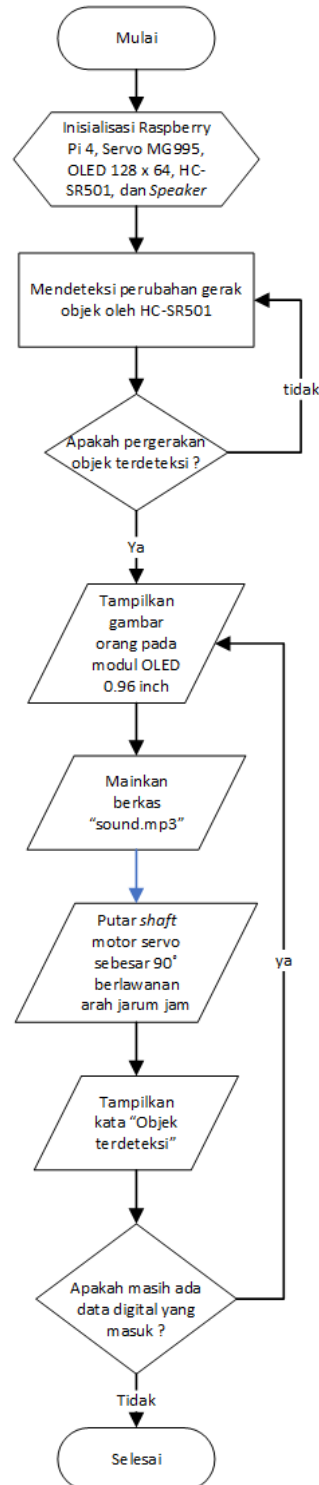 Mulai
Inisialisasi Raspberry
Pi 4, Servo MG995,
OLED 128 x 64, HC-
SR501, dan Speaker
Mendeteksi perubahan gerak
objek oleh HC-SR501
tidak
Apakah pergerakan
objek terdeteksi ?
Ya
Tampilkan
gambar
orang pada
modul OLED
0.96 inch
Mainkan
berkas
“sound.mp3”
Putar shaft
motor servo
sebesar 90˚
berlawanan
arah jarum jam
ya
Tampilkan
kata “Objek
terdeteksi”
Apakah masih ada
data digital yang
masuk ?
Tidak
Selesai